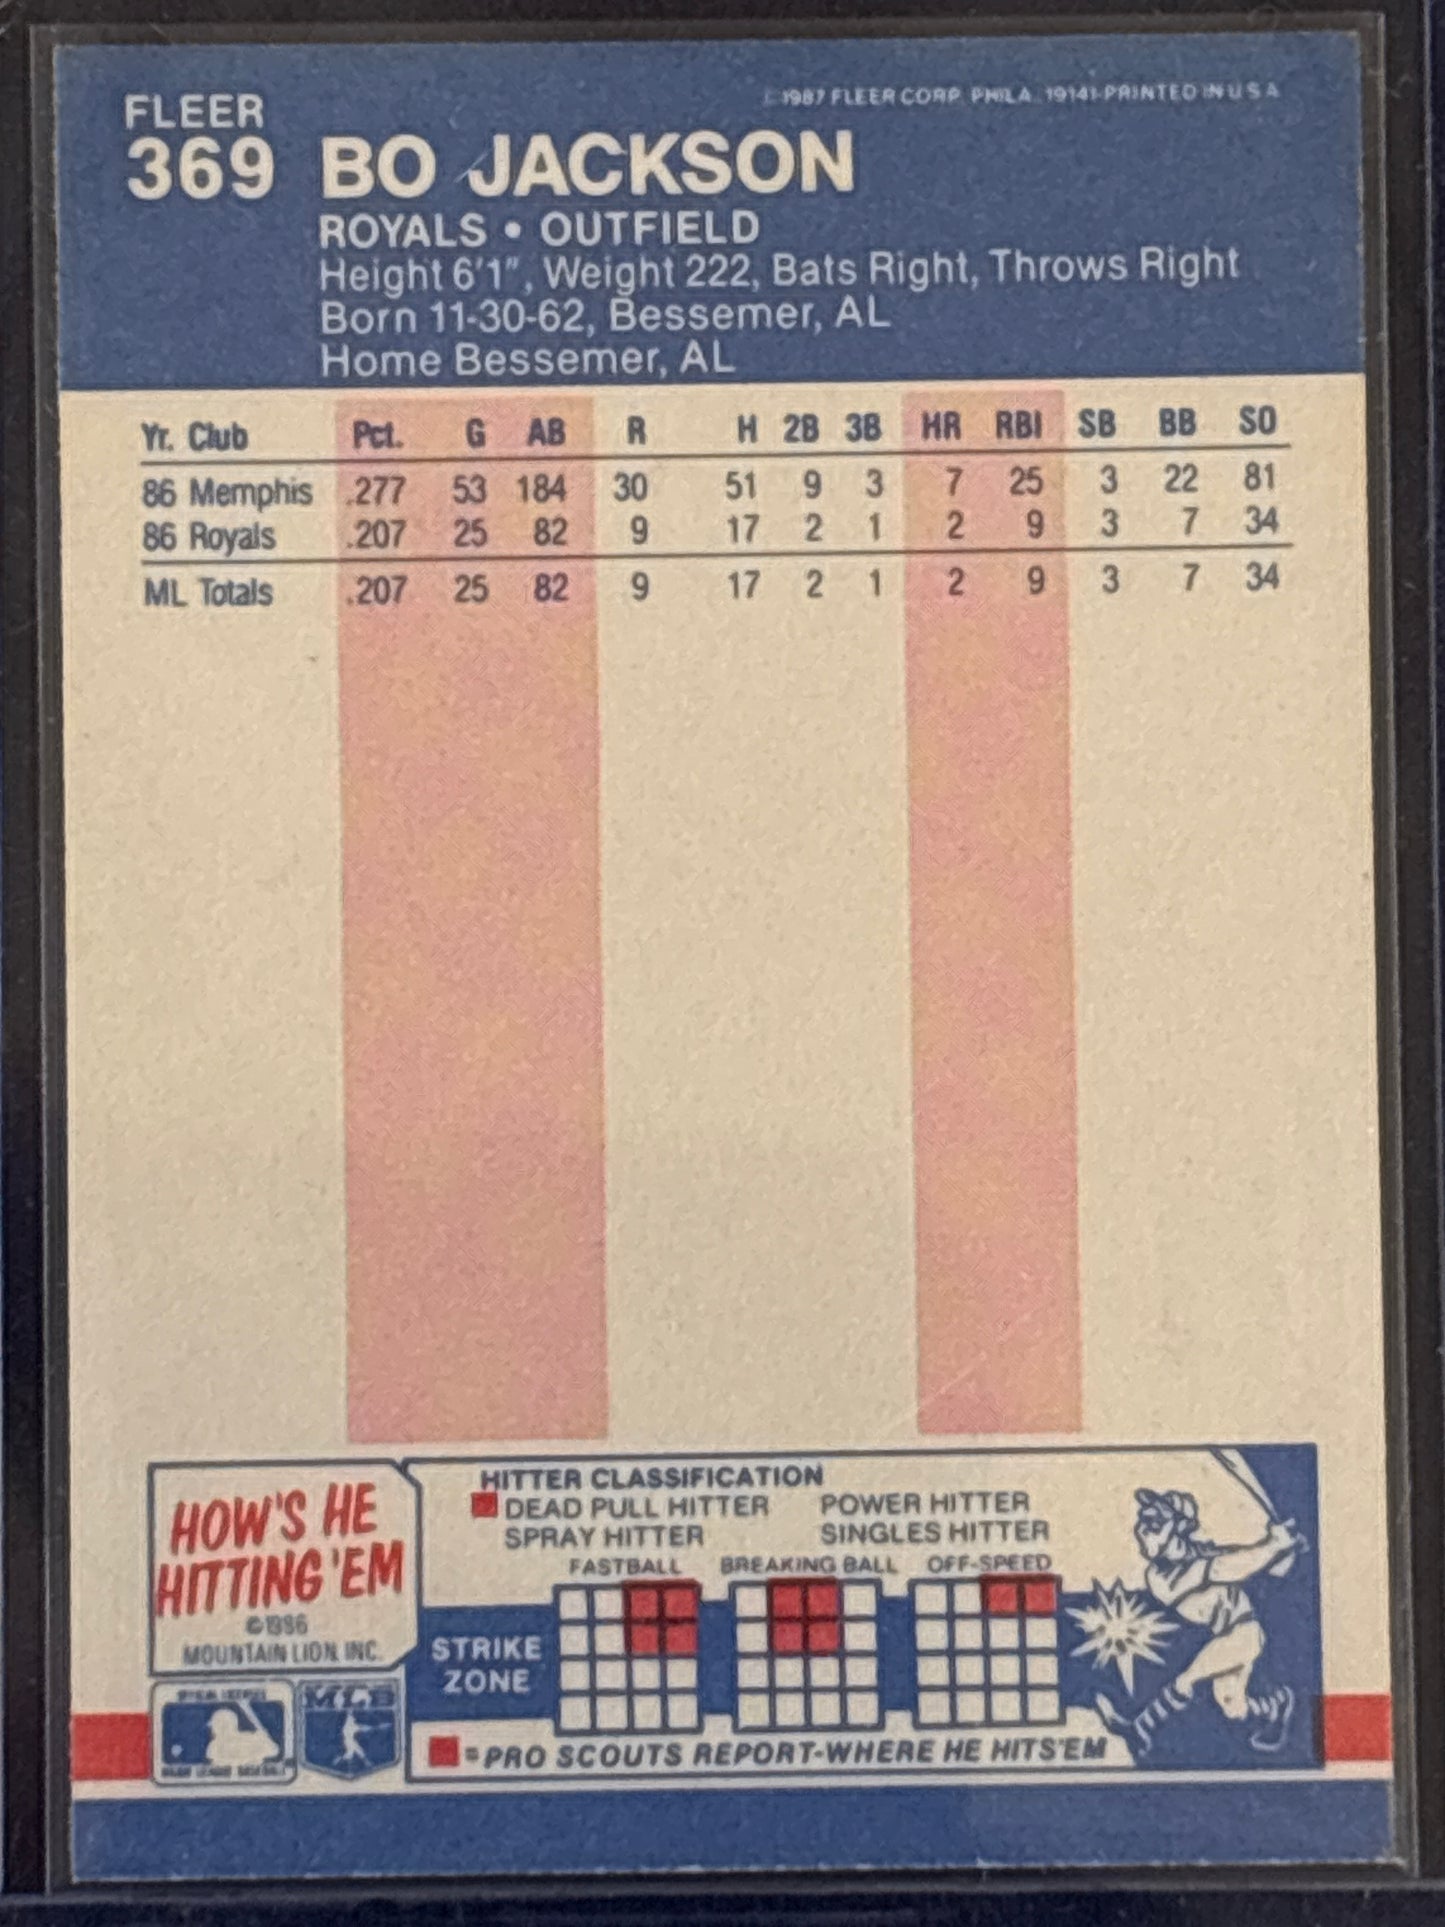 FLEER
© 1987 FLEER CORP. PHILA. 19141-PRINTED IN U S A
369 BO JACKSON
ROYALS • OUTFIELD
Height 6'1", Weight 222, Bats Right, Throws Right
Born 11-30-62, Bessemer, AL
Home Bessemer, AL
Yr. Club Pct. G AB R H 2B 3B HR RBI SB BB SO
86 Memphis .277 53 184 30 51 9 3 7 25 3 22 81
86 Royals .207 25 82 9 17 2 1 2 9 3 7 34
ML Totals .207 25 82 9 17 2 1 2 9 3 7 34
HOW'S HE
HITTING 'EM
©1986
MOUNTAIN LION, INC.
HITTER CLASSIFICATION
DEAD PULL HITTER POWER HITTER
SPRAY HITTER SINGLES HITTER
FASTBALL BREAKING BALL OFF-SPEED
STRIKE
ZONE
MLB
MAJOR LEAGUE BASEBALL
=PRO SCOUTS REPORT-WHERE HE HITS'EM